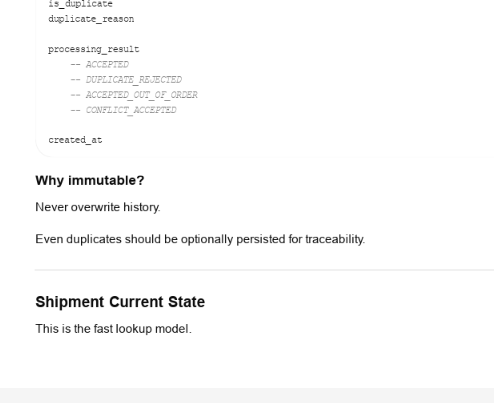 is_duplicate
duplicate_reason
processing_result
-- ACCEPTED
-- DUPLICATE_REJECTED
-- ACCEPTED_OUT_OF_ORDER
-- CONFLICT_ACCEPTED
created_at
Why immutable?
Never overwrite history.
Even duplicates should be optionally persisted for traceability.
Shipment Current State
This is the fast lookup model.